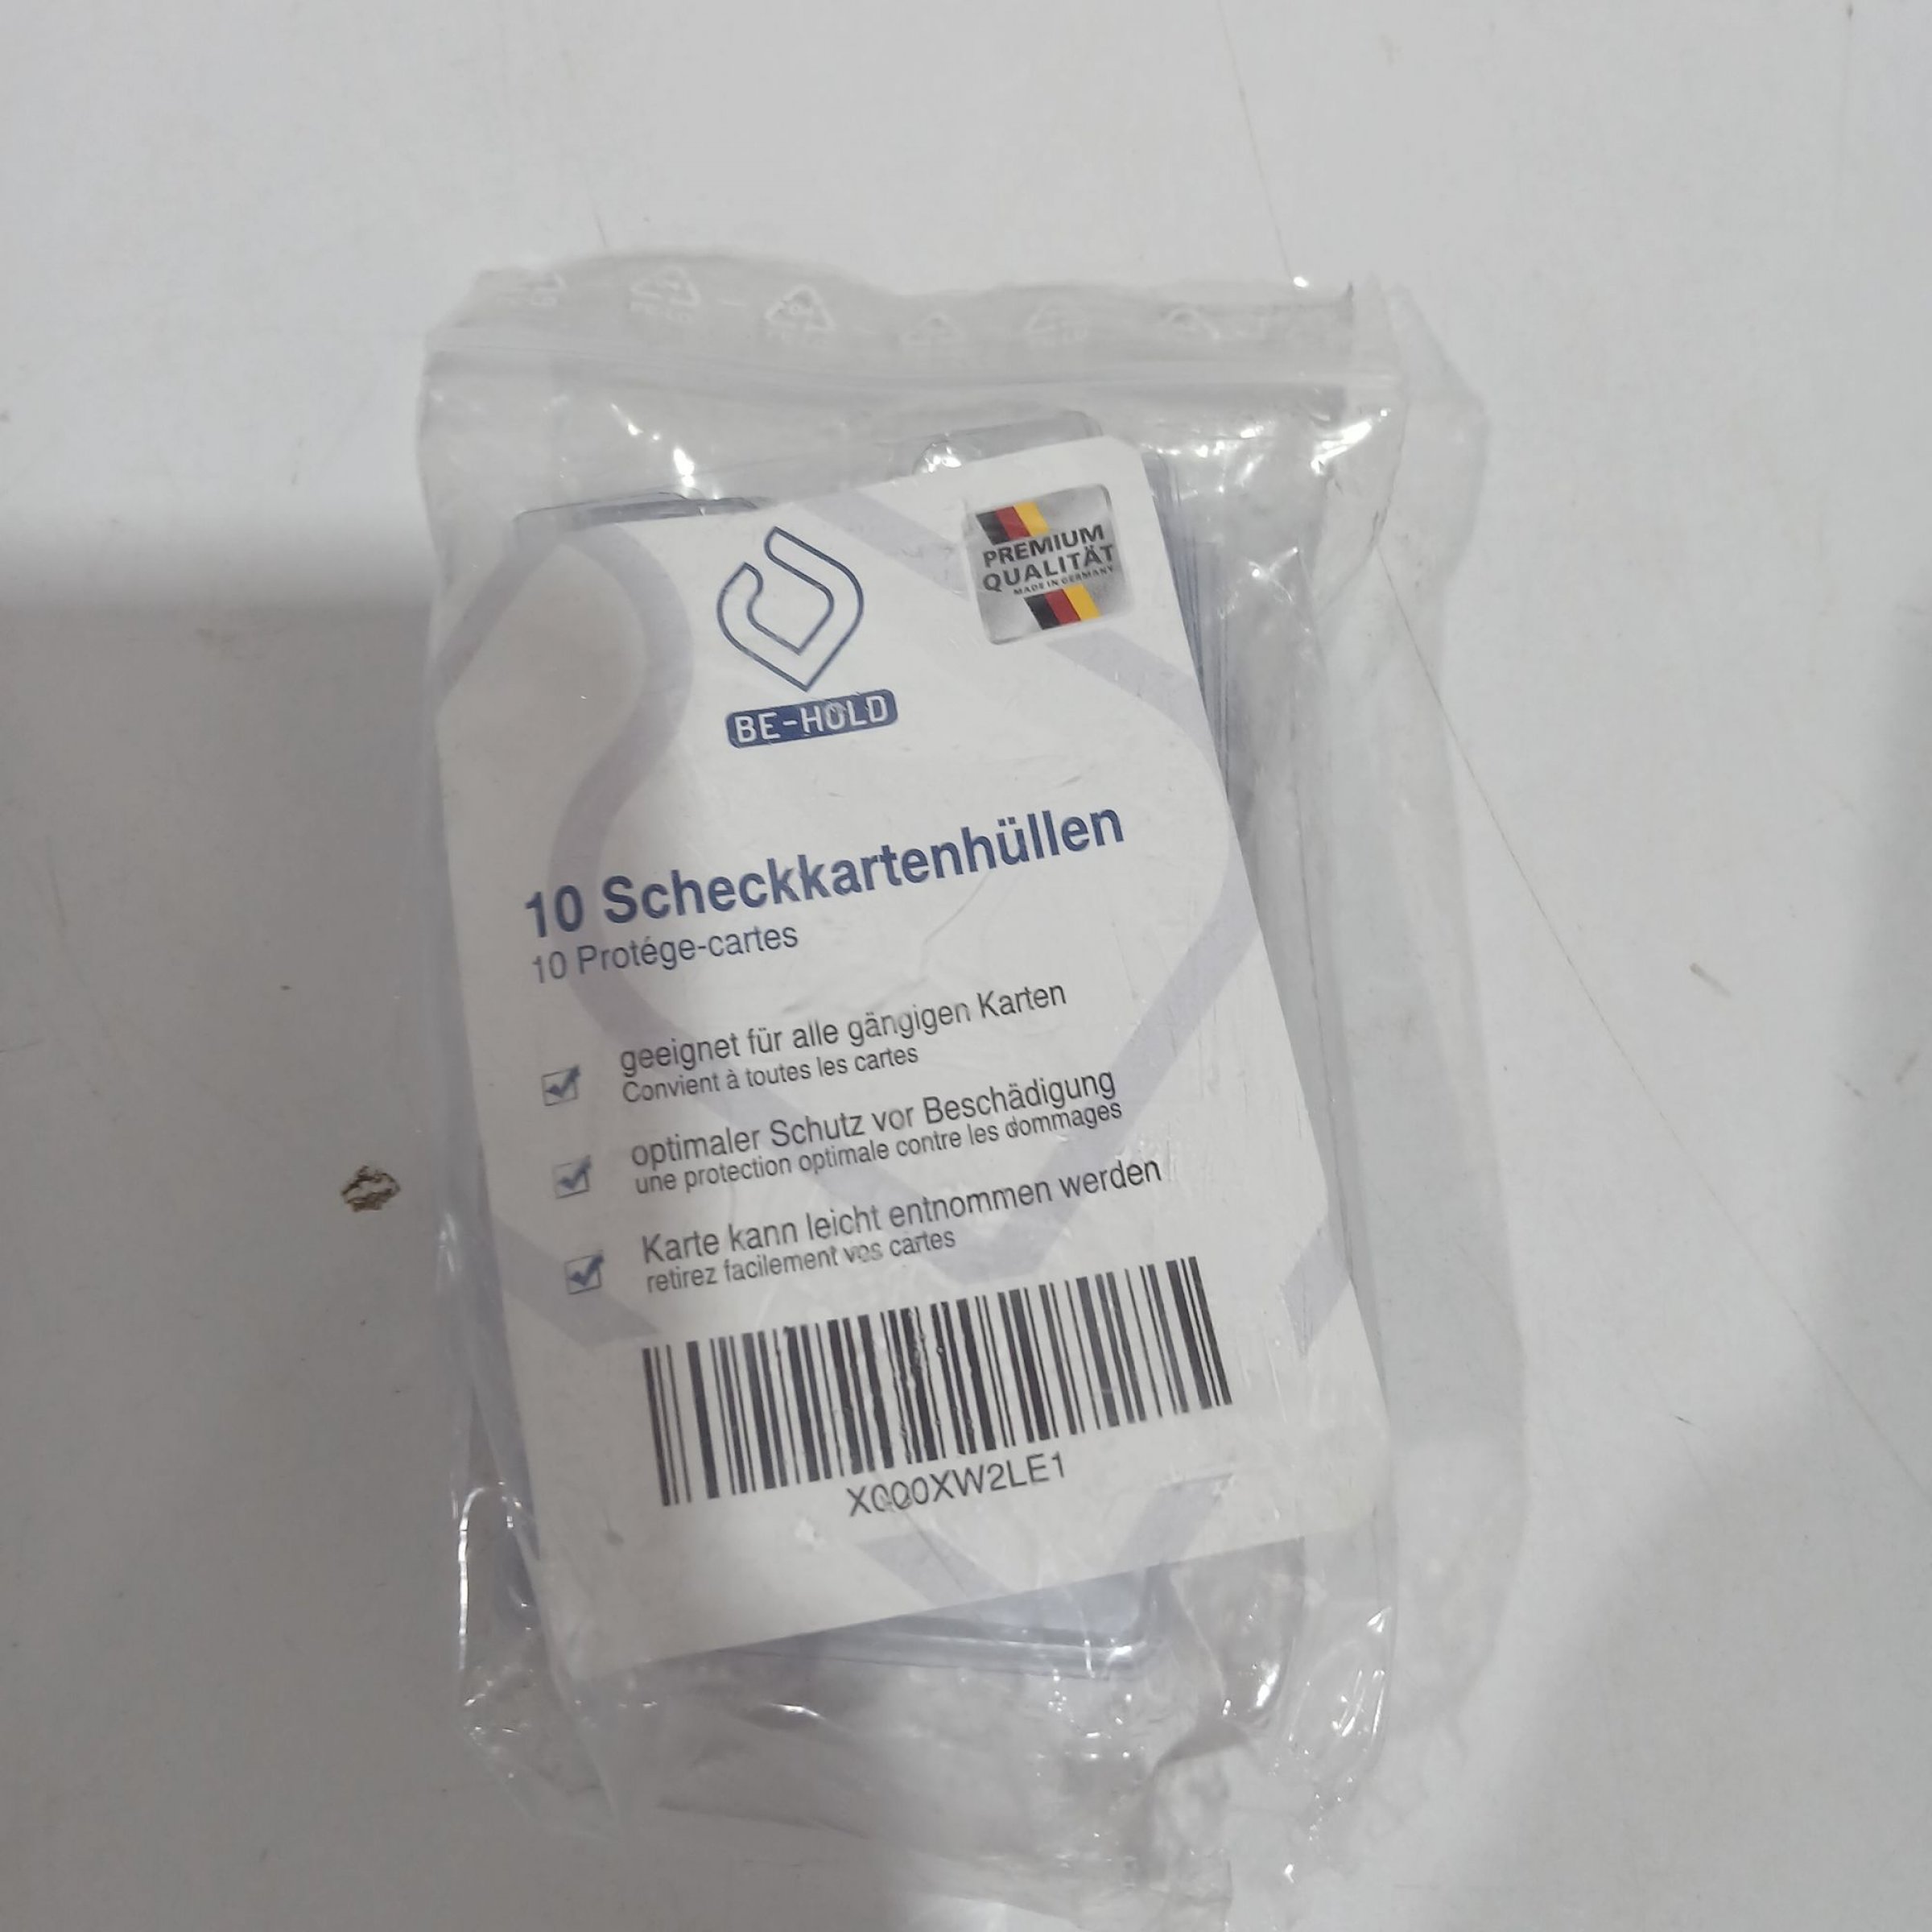 PREMIUM
QUALITÄT
MADE IN GERMANY
BE-HOLD
10 Scheckkartenhüllen
10 Protége-cartes
geeignet für alle gängigen Karten
Convient à toutes les cartes
optimaler Schutz vor Beschädigung
une protection optimale contre les dommages
Karte kann leicht entnommen werden
retirez facilement vos cartes
X000XW2LE1